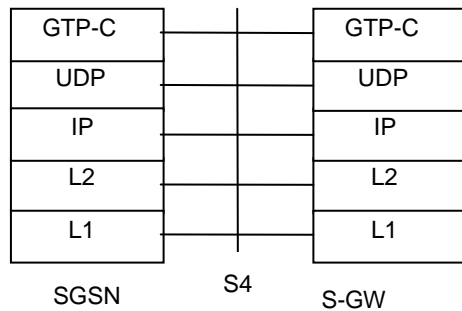 GTP-C GTP-C
UDP UDP
IP IP
L2 L2
L1 L1
SGSN S4 S-GW